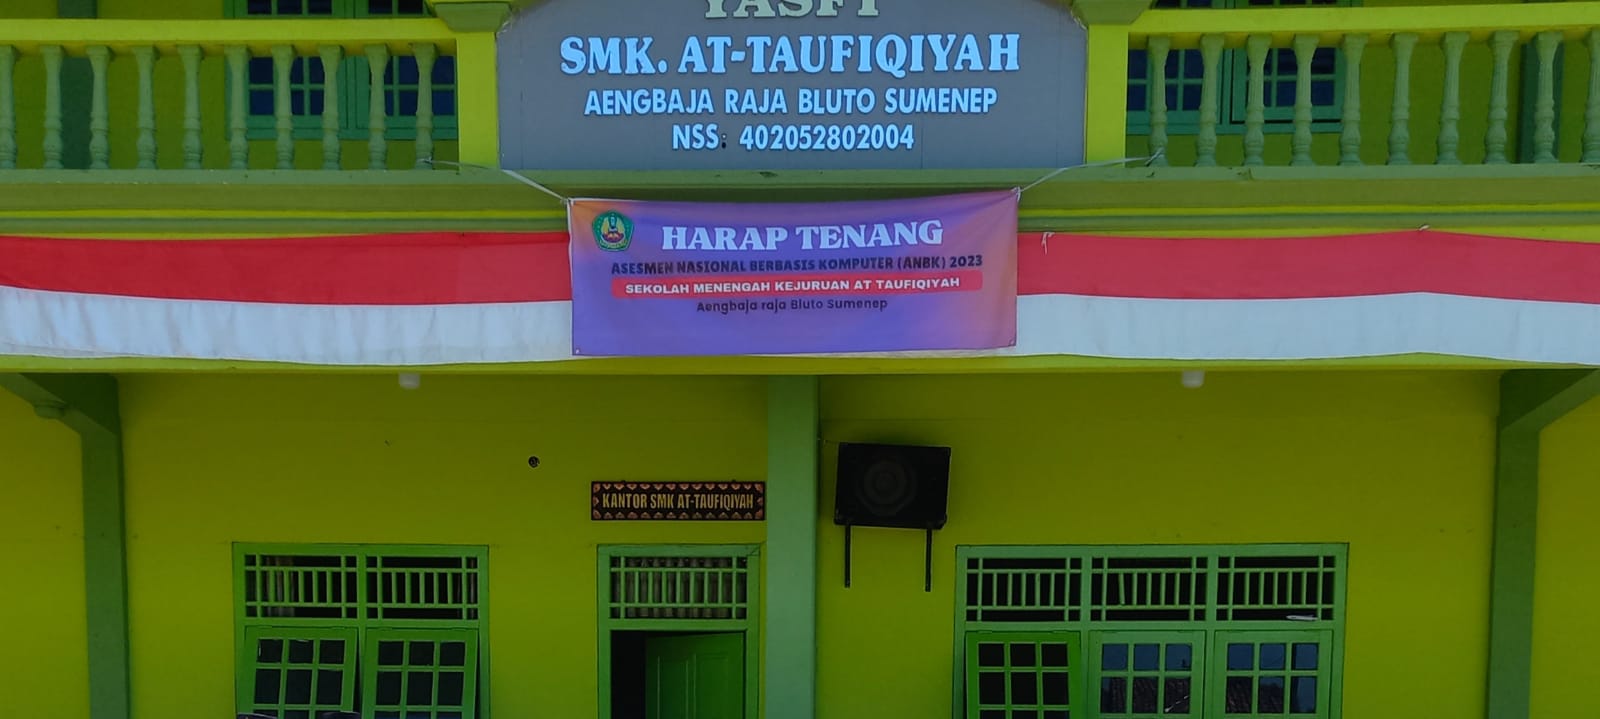 YASFI
SMK. AT-TAUFIQIYAH
AENGBAJA RAJA BLUTO SUMENEP
NSS: 402052802004
HARAP TENANG
ASESMEN NASIONAL BERBASIS KOMPUTER (ANBK) 2023
SEKOLAH MENENGAH KEJURUAN AT TAUFIQIYAH
Aengbaja raja Bluto Sumenep
KANTOR SMK AT-TAUFIQIYAH